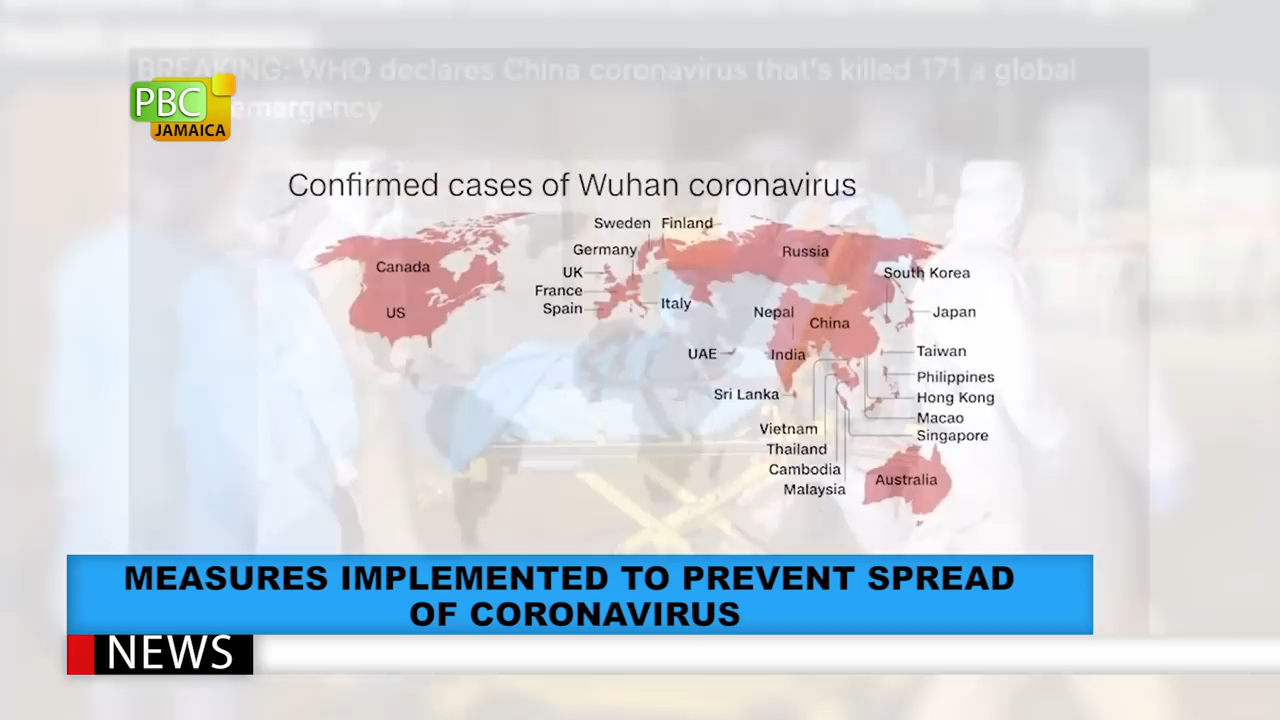 BREAKING: WHO declares China coronavirus that's killed 171 a global
emergency
PBC
JAMAICA
Confirmed cases of Wuhan coronavirus
Sweden Finland
Germany
Russia
Canada
UK
South Korea
France
US
Spain
Italy
Nepal
China
Japan
UAE
India
Taiwan
Philippines
Sri Lanka
Hong Kong
Macao
Vietnam
Singapore
Thailand
Cambodia
Malaysia
Australia
MEASURES IMPLEMENTED TO PREVENT SPREAD
OF CORONAVIRUS
NEWS